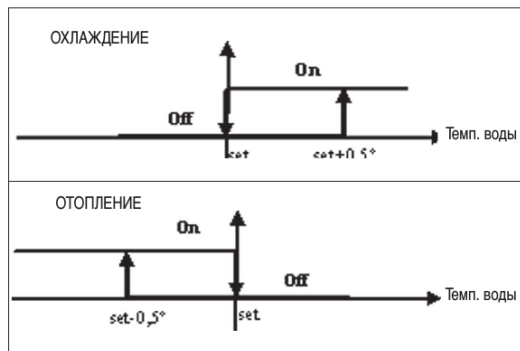 ОХЛАЖДЕНИЕ
On
Off
Темп. воды
set
set+0.5°
ОТОПЛЕНИЕ
On
Off
Темп. воды
set-0,5°
set